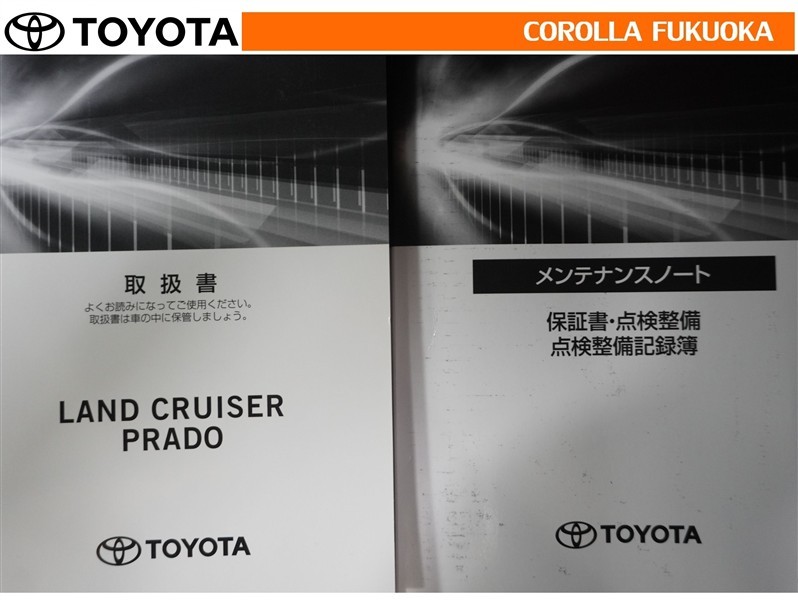 TOYOTA
COROLLA FUKUOKA
取扱書
よくお読みになってご使用ください。
取扱書は車の中に保管しましょう。
LAND CRUISER
PRADO
TOYOTA
メンテナンスノート
保証書・点検整備
点検整備記録簿
TOYOTA